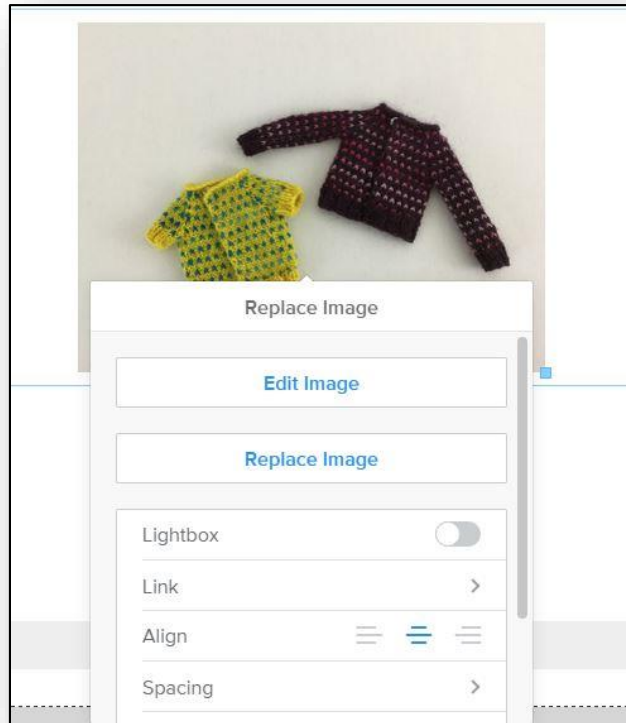 Replace Image
Edit Image
Replace Image
Lightbox
Link
Align
Spacing